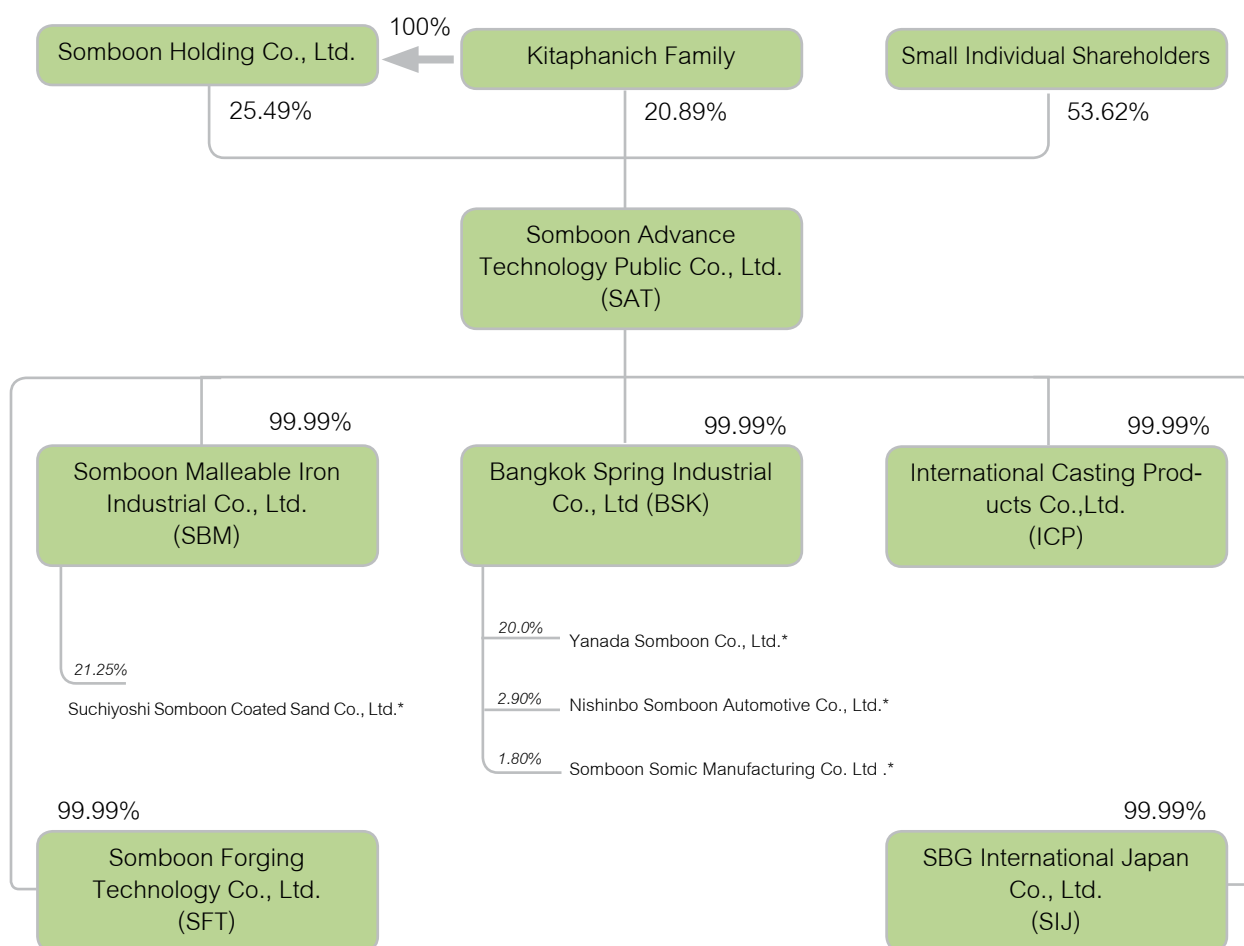 100%
Somboon Holding Co., Ltd.
Kitaphanich Family
Small Individual Shareholders
25.49%
20.89%
53.62%
Somboon Advance
Technology Public Co., Ltd.
(SAT)
99.99%
99.99%
99.99%
Somboon Malleable Iron
Industrial Co., Ltd.
(SBM)
Bangkok Spring Industrial
Co., Ltd (BSK)
International Casting Prod-
ucts Co.,Ltd.
(ICP)
21.25%
Suchiyoshi Somboon Coated Sand Co., Ltd.*
20.0%
Yanada Somboon Co., Ltd.*
2.90%
Nishinbo Somboon Automotive Co., Ltd.*
1.80%
Somboon Somic Manufacturing Co. Ltd .*
99.99%
Somboon Forging
Technology Co., Ltd.
(SFT)
99.99%
SBG International Japan
Co., Ltd.
(SIJ)